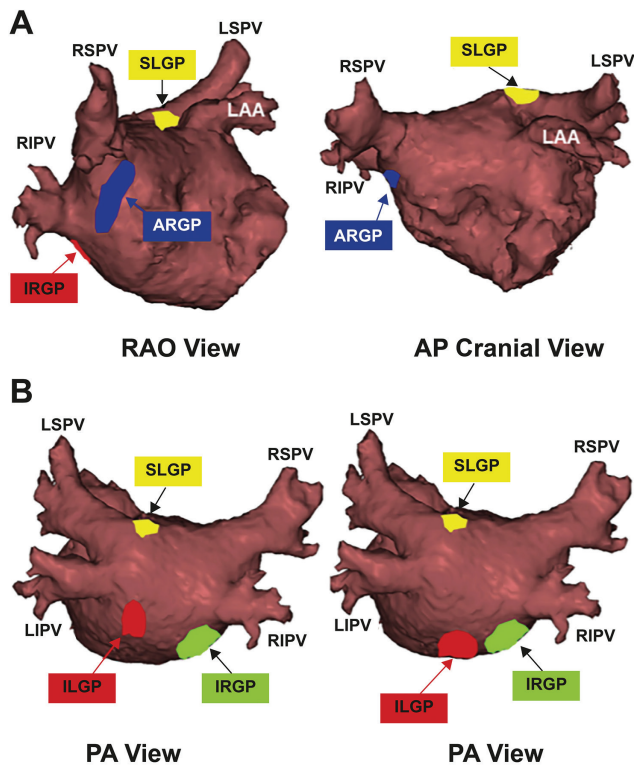 A
LSPV
RSPV
SLGP
LAA
RIPV
ARGP
IRGP
RAO View
SLGP
LSPV
RSPV
LAA
RIPV
ARGP
AP Cranial View
B
LSPV
SLGP
RSPV
LIPV
RIPV
ILGP
IRGP
PA View
LSPV
SLGP
RSPV
LIPV
RIPV
IRGP
ILGP
PA View